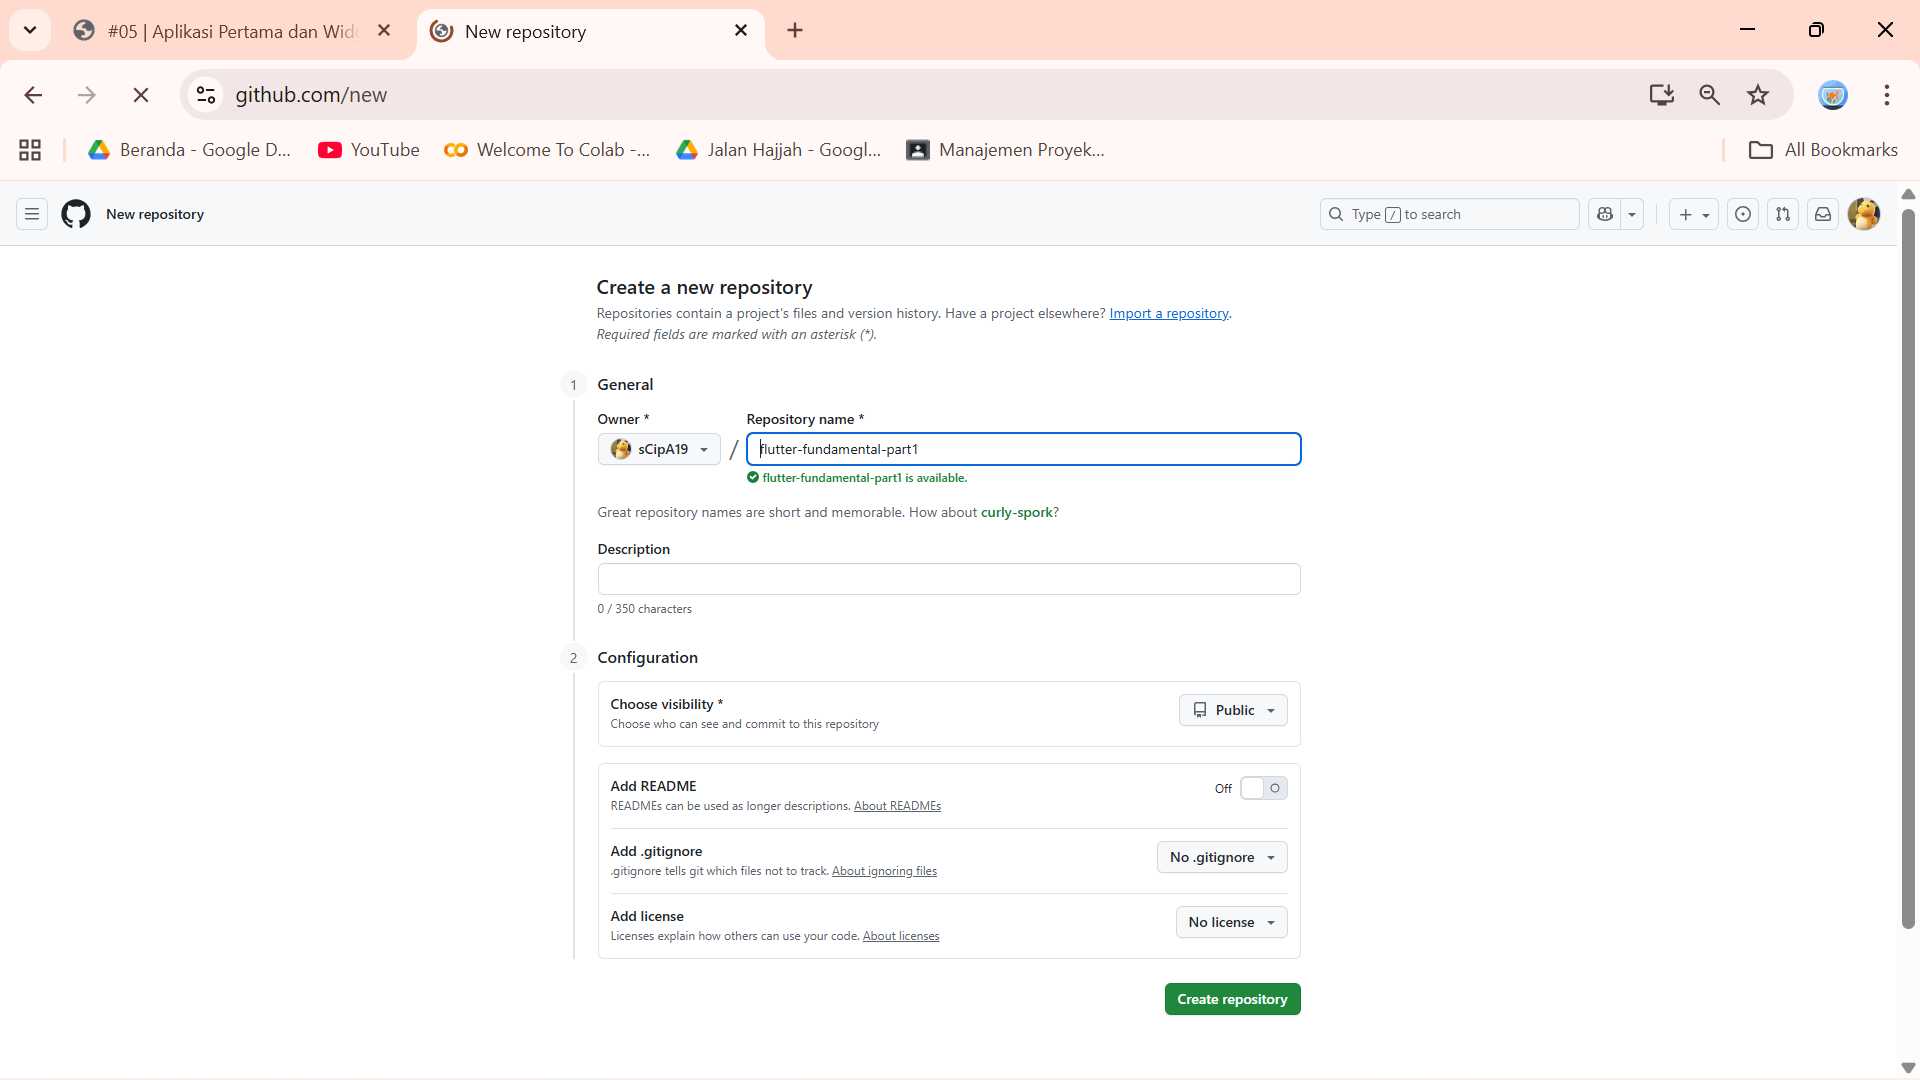 #05 | Aplikasi Pertama dan Widg
New repository
github.com/new
Beranda - Google D...
YouTube
Welcome To Colab -...
Jalan Hajjah - Googl...
Manajemen Proyek...
All Bookmarks
New repository
Type / to search
Create a new repository
Repositories contain a project's files and version history. Have a project elsewhere? Import a repository.
Required fields are marked with an asterisk (*).
1 General
Owner *
Repository name *
sCipA19 / flutter-fundamental-part1
flutter-fundamental-part1 is available.
Great repository names are short and memorable. How about curly-spork?
Description
0 / 350 characters
2 Configuration
Choose visibility *
Choose who can see and commit to this repository
Public
Add README
READMEs can be used as longer descriptions. About READMEs
Off
Add .gitignore
.gitignore tells git which files not to track. About ignoring files
No .gitignore
Add license
Licenses explain how others can use your code. About licenses
No license
Create repository